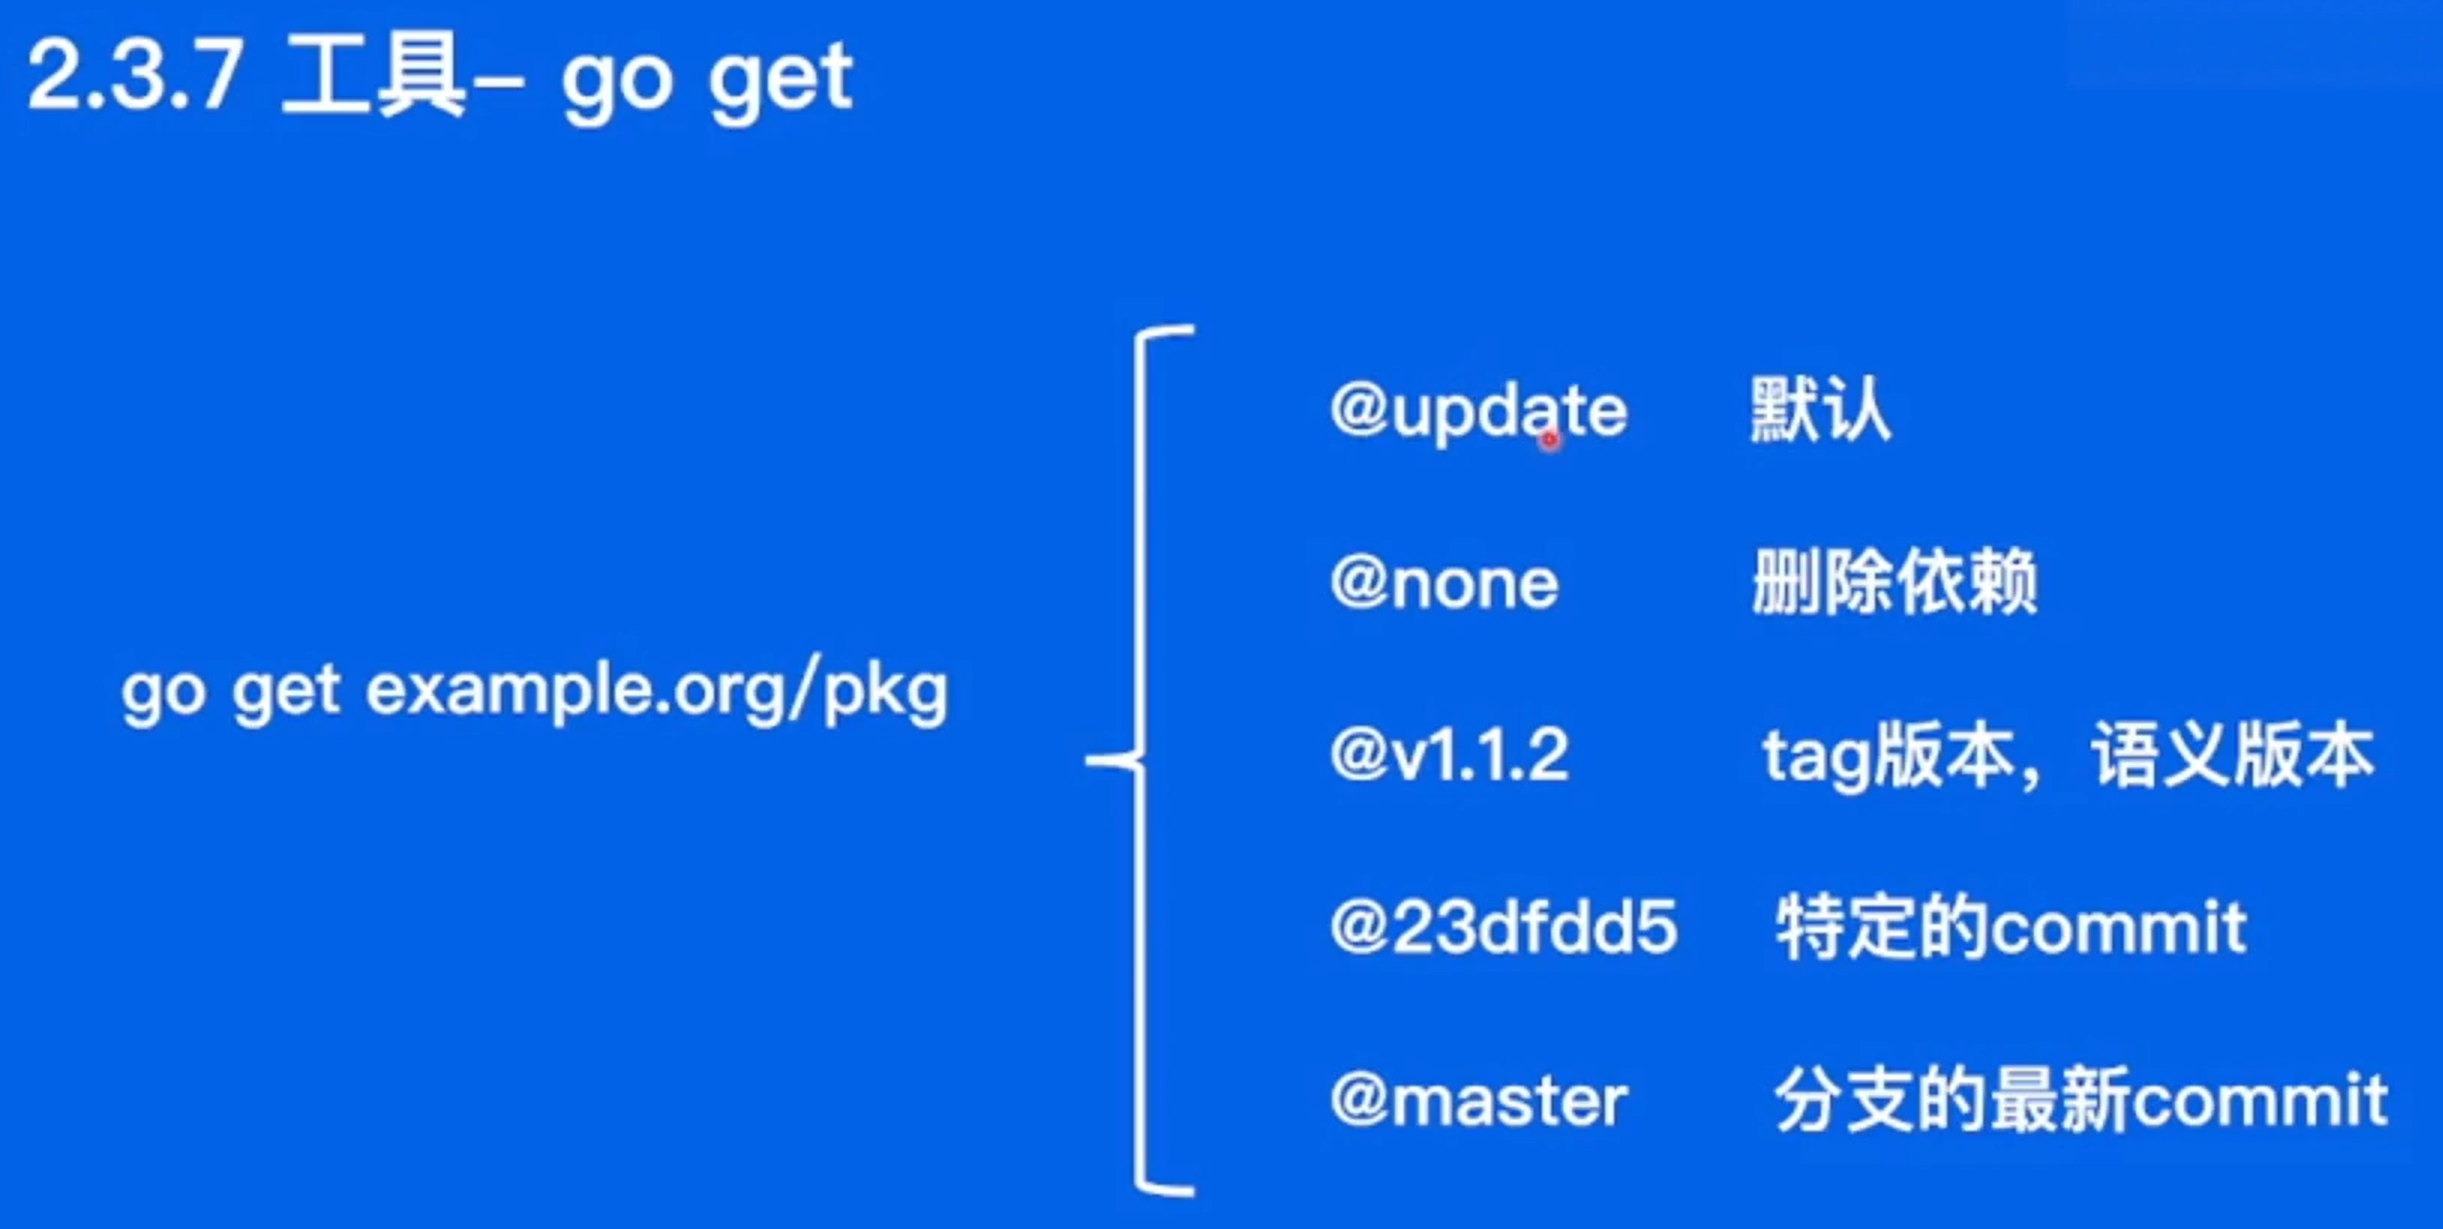 2.3.7 工具- go get
go get example.org/pkg
@update 默认
@none 删除依赖
@v1.1.2 tag版本，语义版本
@23dfdd5 特定的commit
@master 分支的最新commit